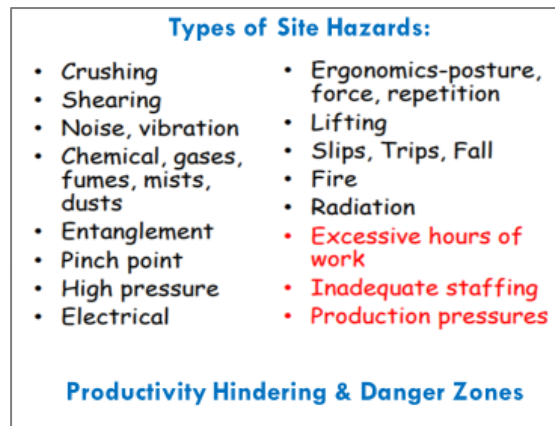 Types of Site Hazards:
• Crushing
• Shearing
• Noise, vibration
• Chemical, gases,
fumes, mists,
dusts
• Entanglement
• Pinch point
• High pressure
• Electrical
• Ergonomics-posture,
force, repetition
• Lifting
• Slips, Trips, Fall
• Fire
• Radiation
• Excessive hours of
work
• Inadequate staffing
• Production pressures
Productivity Hindering & Danger Zones